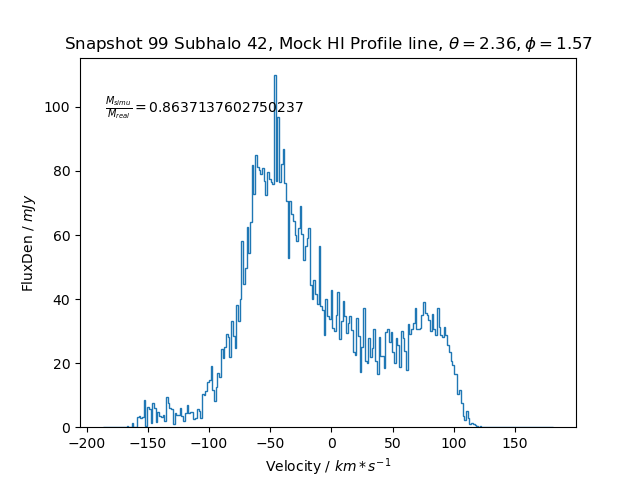 Snapshot 99 Subhalo 42, Mock HI Profile line, θ = 2.36, ϕ = 1.57
M_simu / M_real = 0.8637137602750237
FluxDen / mJy
100
80
60
40
20
0
−200 −150 −100 −50 0 50 100 150
Velocity / km * s⁻¹